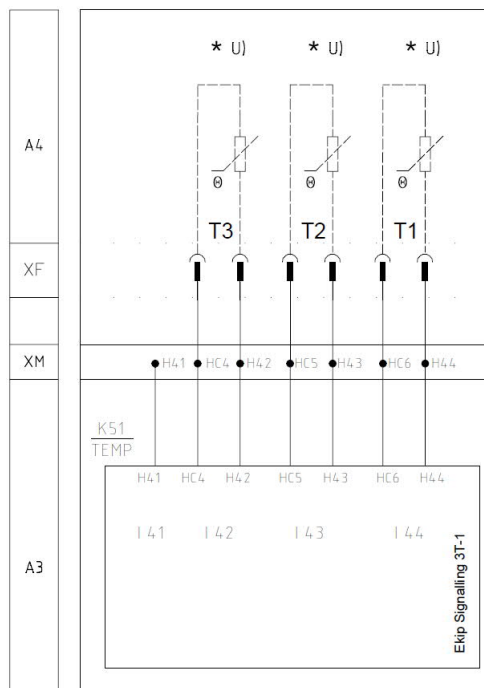 * U) * U) * U)
A4
Θ Θ Θ
T3 T2 T1
XF
XM
H41 HC4 H42 HC5 H43 HC6 H44
K51
TEMP
H41 HC4 H42 HC5 H43 HC6 H44
I 41 I 42 I 43 I 44
A3
Ekip Signalling 3T-1